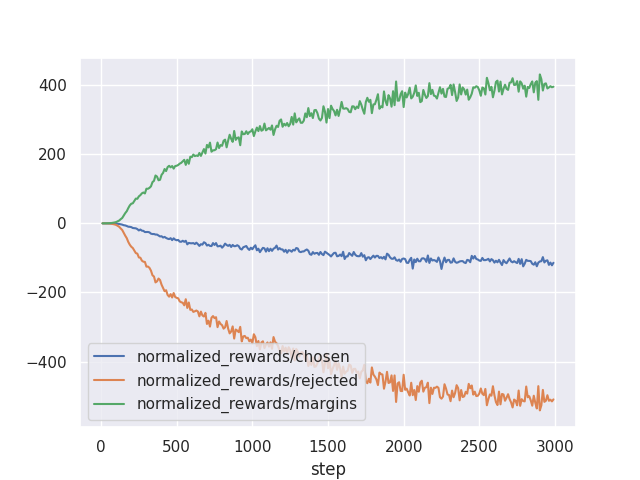 400
200
0
−200
−400
normalized_rewards/chosen
normalized_rewards/rejected
normalized_rewards/margins
0 500 1000 1500 2000 2500 3000
step